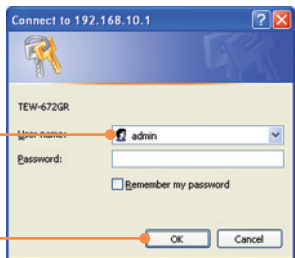 Connect to 192.168.10.1
TEW-672GR
User name:
admin
Password:
Remember my password
OK
Cancel